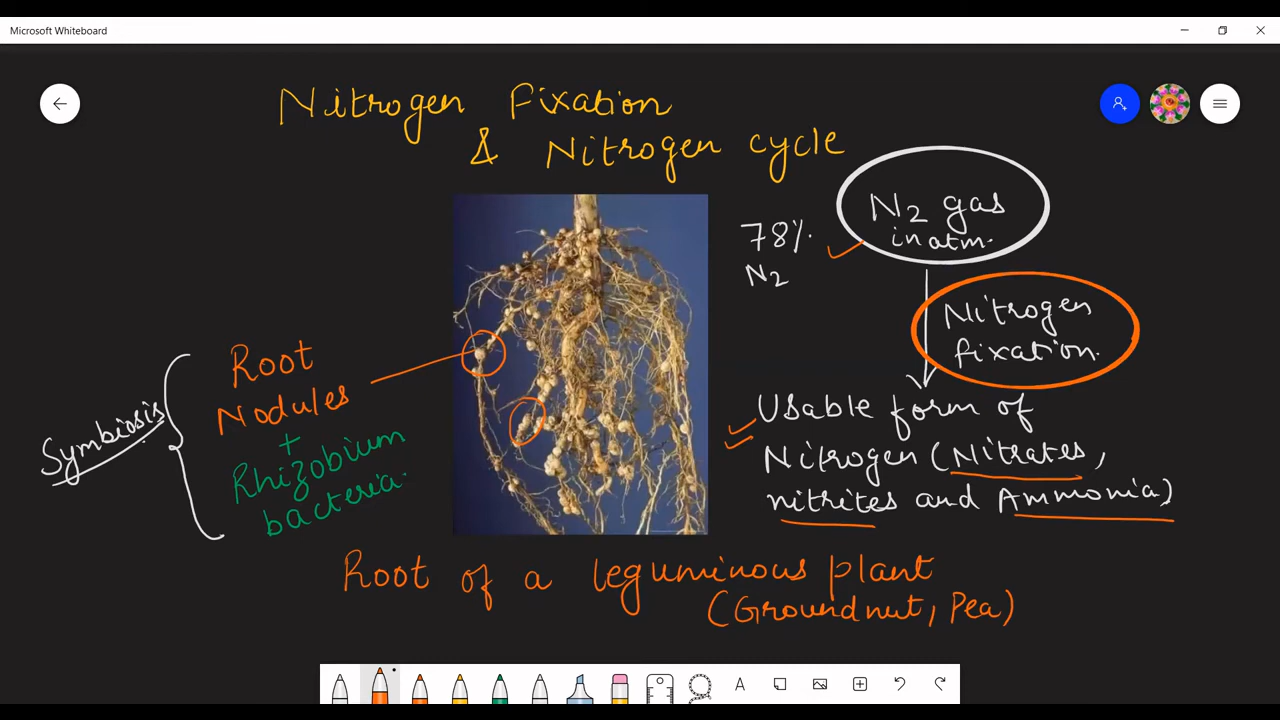 Microsoft Whiteboard
Nitrogen Fixation
& Nitrogen cycle
N2 gas
in atm.
78%
N2
Nitrogen
fixation.
Usable form of
Nitrogen (Nitrates,
nitrites and Ammonia)
Root
Nodules
+
Rhizobium
bacteria.
Symbiosis
Root of a leguminous plant
(Groundnut, Pea)
A